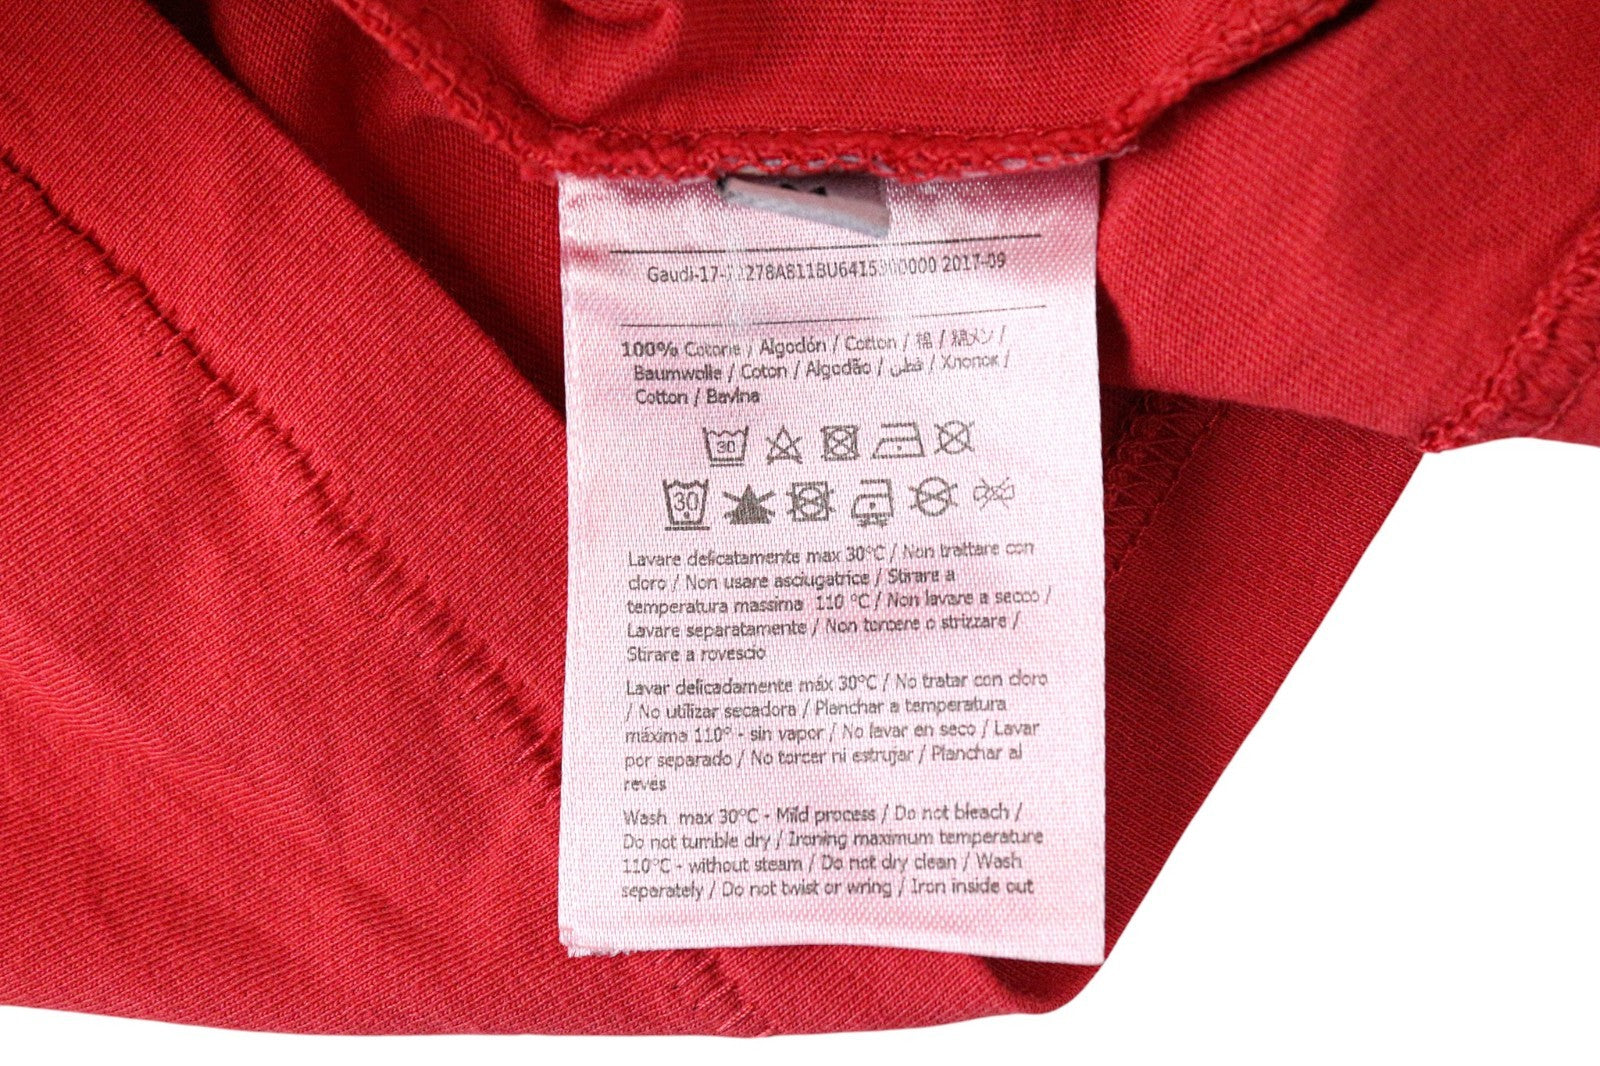 2017-09
100% Cotone / Algodón / Cotton / 棉 / 綿メン /
Baumwolle / Coton / Algodão / قطن / Хлопок /
Cotton / Bavlna
30
30
Lavare delicatamente max 30°C / Non trattare con
cloro / Non usare asciugatrice / Stirare a
temperatura massima 110 °C / Non lavare a secco /
Lavare separatamente / Non torcere o strizzare /
Stirare a rovescio
Lavar delicadamente máx 30°C / No tratar con cloro
/ No utilizar secadora / Planchar a temperatura
máxima 110° - sin vapor / No lavar en seco / Lavar
por separado / No torcer ni estrujar / Planchar al
reves
Wash max 30°C - Mild process / Do not bleach /
Do not tumble dry / Ironing maximum temperature
110°C - without steam / Do not dry clean / Wash
separately / Do not twist or wring / Iron inside out